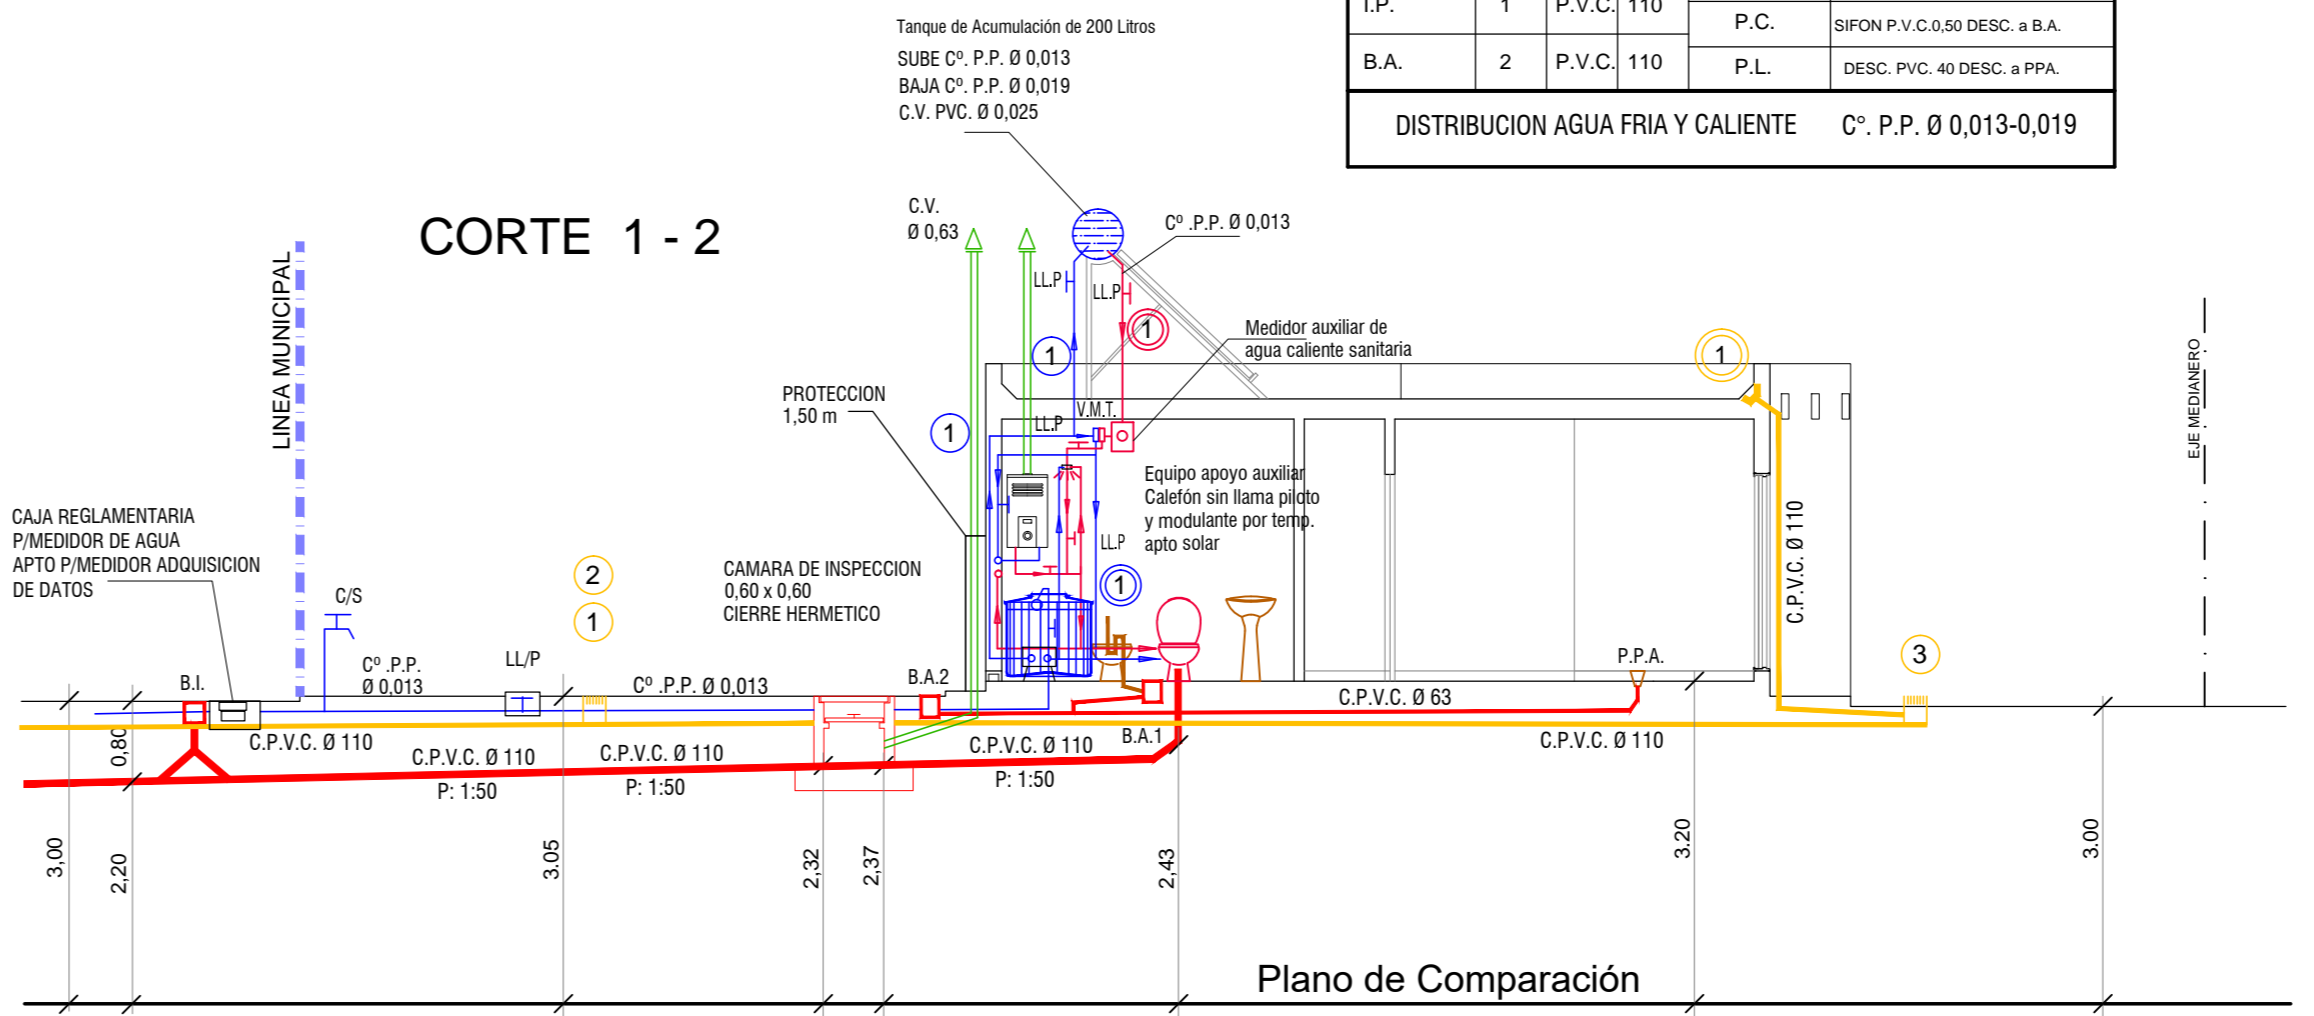 Tanque de Acumulación de 200 Litros
SUBE Cº. P.P. Ø 0,013
BAJA Cº. P.P. Ø 0,019
C.V. PVC. Ø 0,025
I.P. 1 P.V.C. 110
P.C. SIFON P.V.C.0,50 DESC. a B.A.
B.A. 2 P.V.C. 110
P.L. DESC. PVC. 40 DESC. a PPA.
DISTRIBUCION AGUA FRIA Y CALIENTE C°. P.P. Ø 0,013-0,019
CORTE 1 - 2
C.V.
Ø 0,63
Cº .P.P. Ø 0,013
LINEA MUNICIPAL
LL.P
LL.P
1
1
Medidor auxiliar de
agua caliente sanitaria
1
EJE MEDIANERO
PROTECCION
1,50 m
V.M.T.
LL.P
1
Equipo apoyo auxiliar
Calefón sin llama piloto
y modulante por temp.
apto solar
LL.P
1
C.P.V.C. Ø 110
CAJA REGLAMENTARIA
P/MEDIDOR DE AGUA
APTO P/MEDIDOR ADQUISICION
DE DATOS
C/S
2
1
CAMARA DE INSPECCION
0,60 x 0,60
CIERRE HERMETICO
3
B.I.
Cº .P.P.
Ø 0,013
LL/P
Cº .P.P. Ø 0,013
B.A.2
P.P.A.
C.P.V.C. Ø 63
0,80
C.P.V.C. Ø 110
C.P.V.C. Ø 110
P: 1:50
C.P.V.C. Ø 110
P: 1:50
C.P.V.C. Ø 110
P: 1:50
B.A.1
C.P.V.C. Ø 110
3,00
2,20
3.05
2,32
2,37
2,43
3.20
3.00
Plano de Comparación